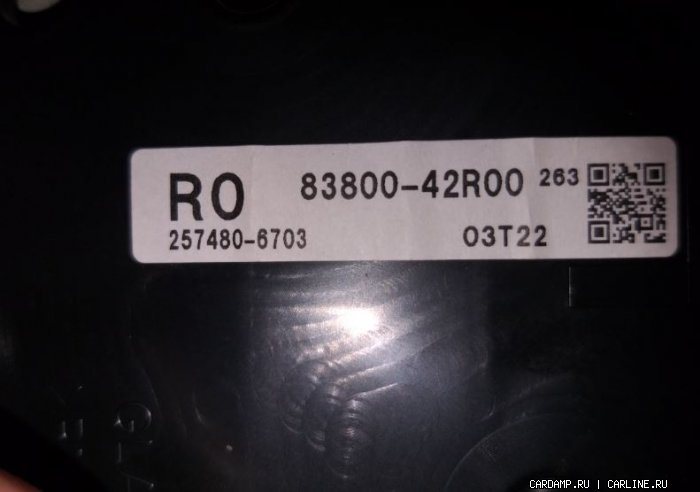 R0 83800-42R00 263
257480-6703 03T22
CARDAMP.RU | CARLINE.RU